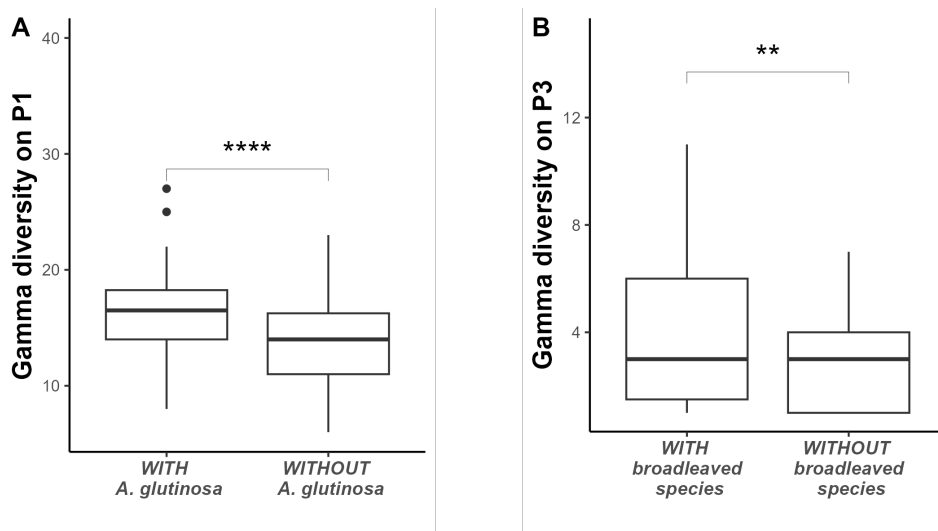 A
Gamma diversity on P1
40
30
20
10
****
WITH
A. glutinosa
WITHOUT
A. glutinosa
B
Gamma diversity on P3
12
8
4
**
WITH
broadleaved
species
WITHOUT
broadleaved
species